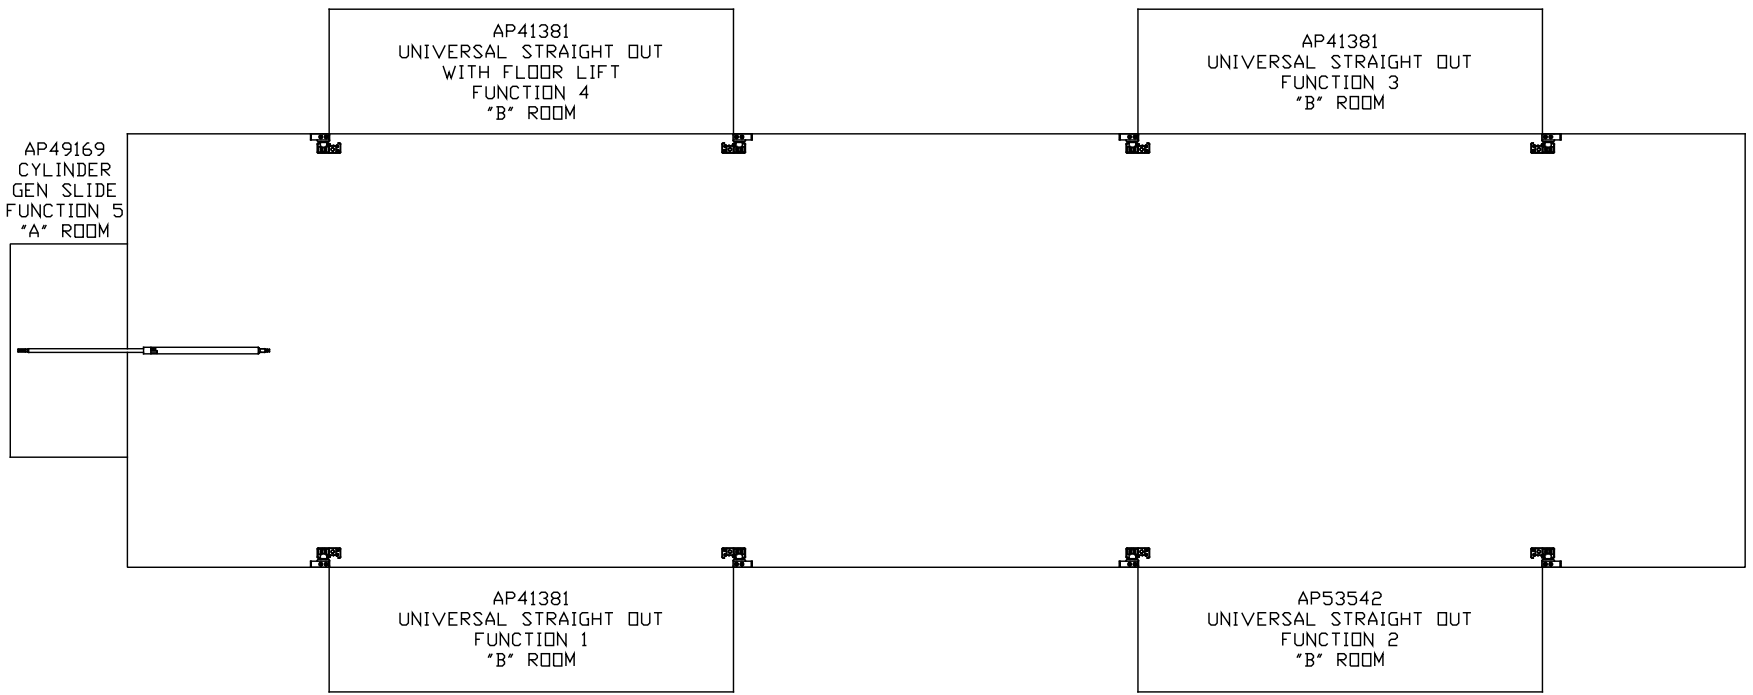 AP41381
UNIVERSAL STRAIGHT OUT
WITH FLOOR LIFT
FUNCTION 4
"B" ROOM
AP41381
UNIVERSAL STRAIGHT OUT
FUNCTION 3
"B" ROOM
AP49169
CYLINDER
GEN SLIDE
FUNCTION 5
"A" ROOM
AP41381
UNIVERSAL STRAIGHT OUT
FUNCTION 1
"B" ROOM
AP53542
UNIVERSAL STRAIGHT OUT
FUNCTION 2
"B" ROOM